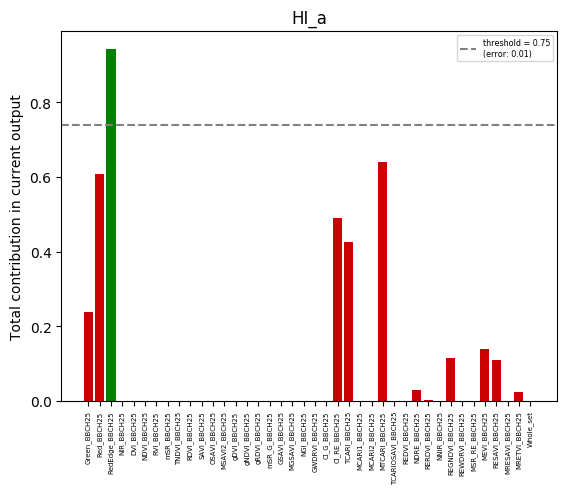 HI_a
threshold = 0.75
(error: 0.01)
Total contribution in current output
0.8
0.6
0.4
0.2
0.0
Green_BBCH25
Red_BBCH25
RedEdge_BBCH25
NIR_BBCH25
DVI_BBCH25
NDVI_BBCH25
RVI_BBCH25
mSR_BBCH25
TNDVI_BBCH25
RDVI_BBCH25
SAVI_BBCH25
OSAVI_BBCH25
MSAVI2_BBCH25
gDVI_BBCH25
gNDVI_BBCH25
gRDVI_BBCH25
mSR_G_BBCH25
GSAVI_BBCH25
MGSAVI_BBCH25
NGI_BBCH25
GWDRVI_BBCH25
CI_G_BBCH25
CI_RE_BBCH25
TCARI_BBCH25
MCARI1_BBCH25
MCARI2_BBCH25
MTCARI_BBCH25
TCARIOSAVI_BBCH25
REDVI_BBCH25
NDRE_BBCH25
RERDVI_BBCH25
NNIR_BBCH25
REGNDVI_BBCH25
REWDRVI_BBCH25
MSR_RE_BBCH25
MEVI_BBCH25
RESAVI_BBCH25
MRESAVI_BBCH25
MRETVI_BBCH25
Whole_set